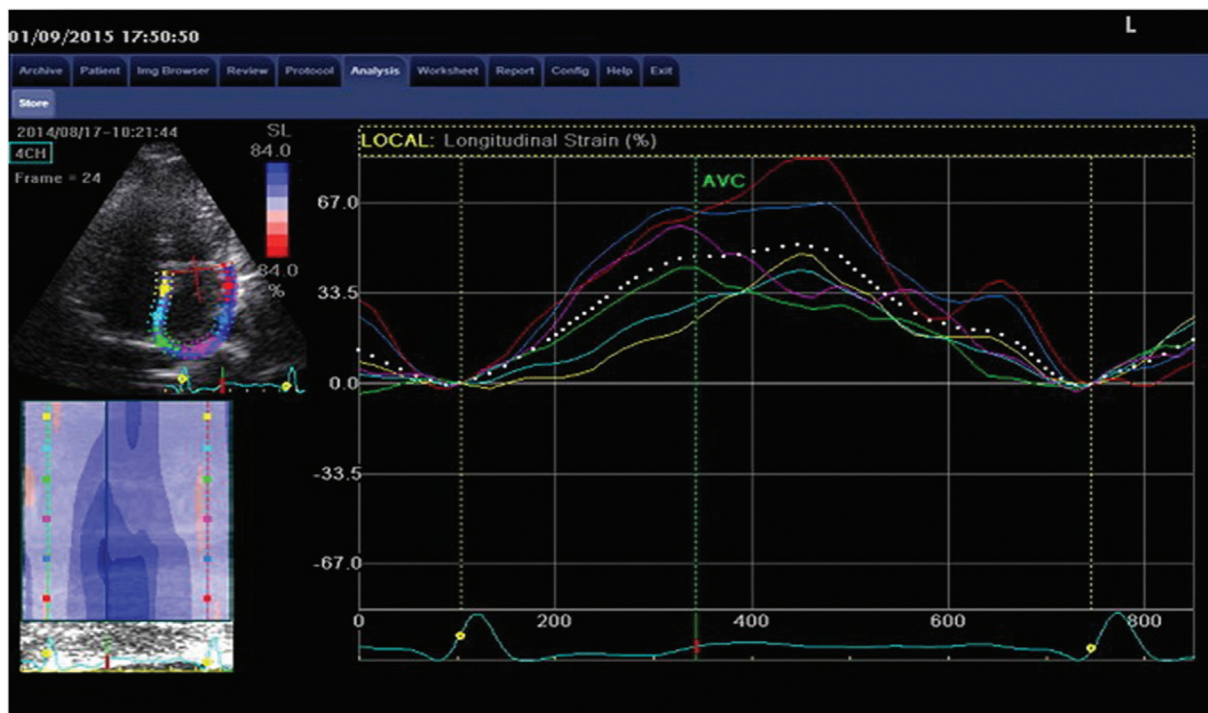 L
01/09/2015 17:50:50
Archive Patient Img Browser Review Protocol Analysis Worksheet Report Config Help Exit
Store
2014/08/17-10:21:44
SL
4CH
84.0
Frame = 24
84.0
%
LOCAL: Longitudinal Strain (%)
AVC
67.0
33.5
0.0
-33.5
-67.0
0 200 400 600 800